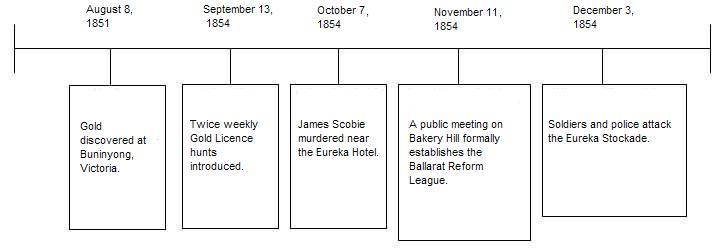 August 8,
1851
September 13,
1854
October 7,
1854
November 11,
1854
December 3,
1854
Gold
discovered at
Buninyong,
Victoria.
Twice weekly
Gold Licence
hunts
introduced.
James Scobie
murdered near
the Eureka Hotel.
A public meeting on
Bakery Hill formally
establishes the
Ballarat Reform
League.
Soldiers and police attack
the Eureka Stockade.